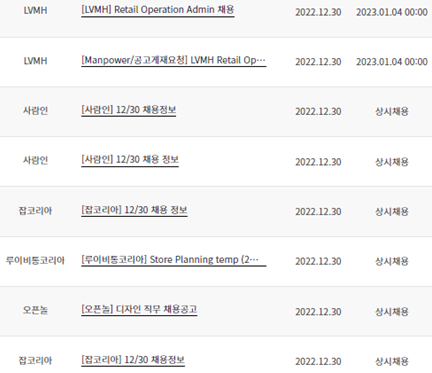 LVMH [LVMH] Retail Operation Admin 채용 2022.12.30 2023.01.04 00:00
LVMH [Manpower/공고게재요청] LVMH Retail Op··· 2022.12.30 2023.01.04 00:00
사람인 [사람인] 12/30 채용정보 2022.12.30 상시채용
사람인 [사람인] 12/30 채용 정보 2022.12.30 상시채용
잡코리아 [잡코리아] 12/30 채용 정보 2022.12.30 상시채용
루이비통코리아 [루이비통코리아] Store Planning temp (2··· 2022.12.30 상시채용
오픈놀 [오픈놀] 디자인 직무 채용공고 2022.12.30 상시채용
잡코리아 [잡코리아] 12/30 채용정보 2022.12.30 상시채용